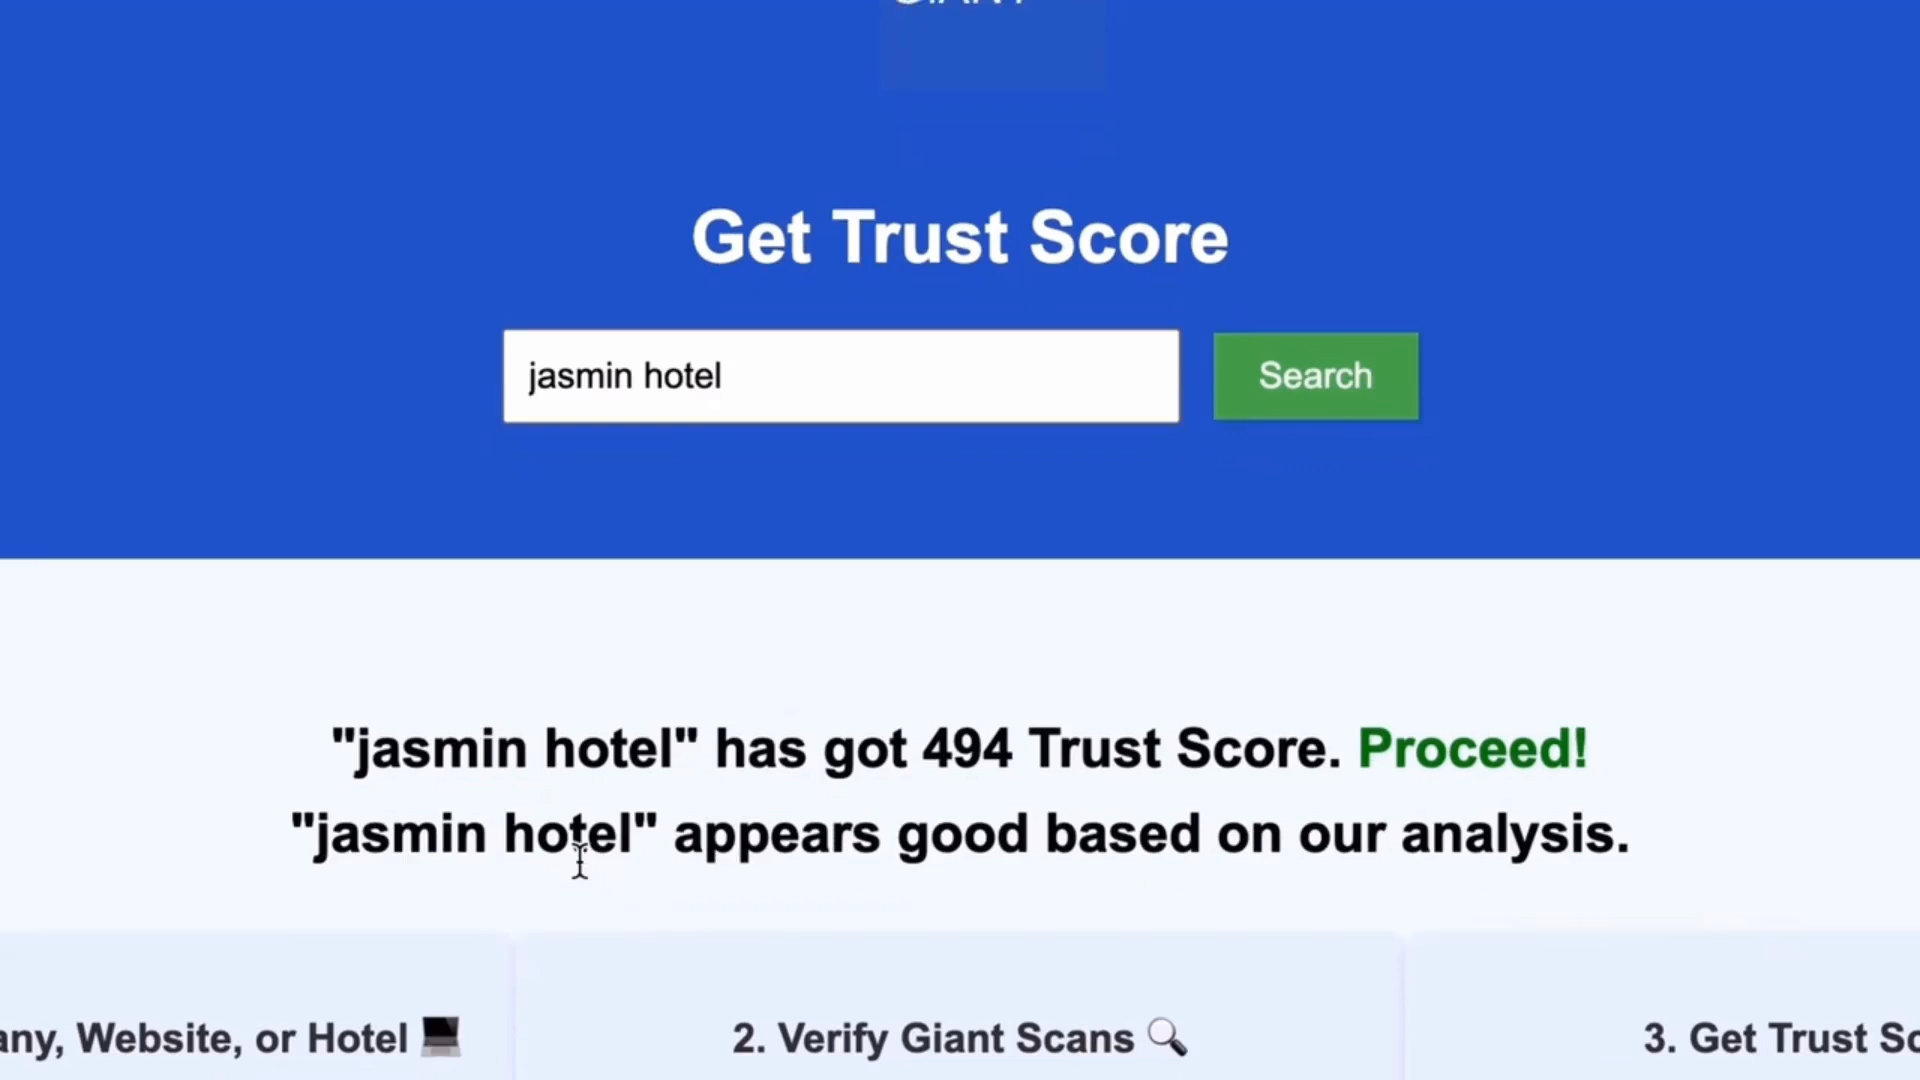 Get Trust Score
jasmin hotel
Search
"jasmin hotel" has got 494 Trust Score. Proceed!
"jasmin hotel" appears good based on our analysis.
any, Website, or Hotel
2. Verify Giant Scans
3. Get Trust Sc